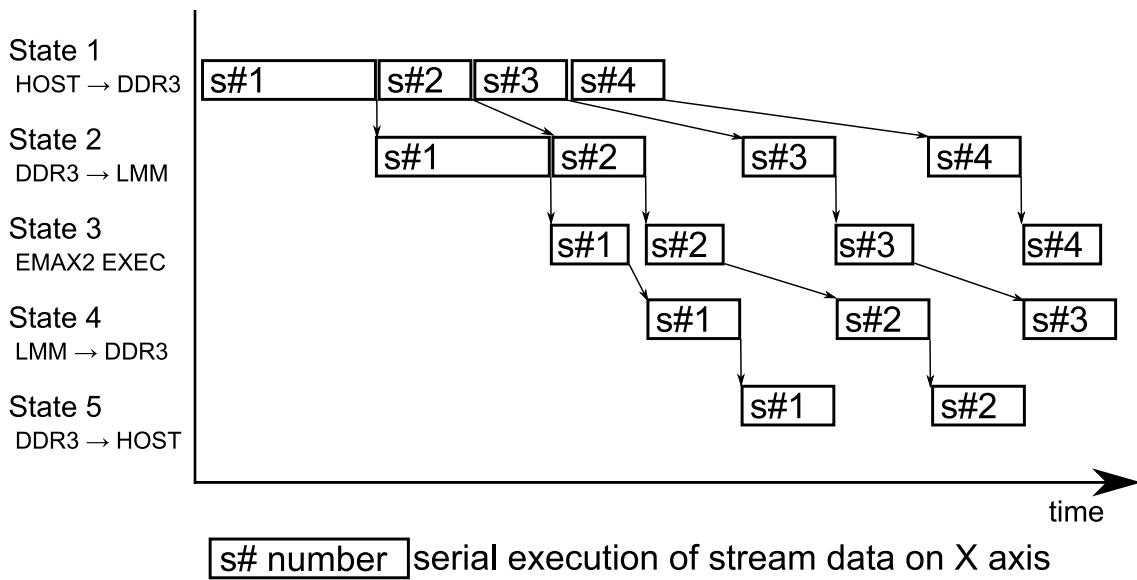 State 1
HOST → DDR3
s#1 s#2 s#3 s#4
State 2
DDR3 → LMM
s#1 s#2 s#3 s#4
State 3
EMAX2 EXEC
s#1 s#2 s#3 s#4
State 4
LMM → DDR3
s#1 s#2 s#3
State 5
DDR3 → HOST
s#1 s#2
time
s# number serial execution of stream data on X axis